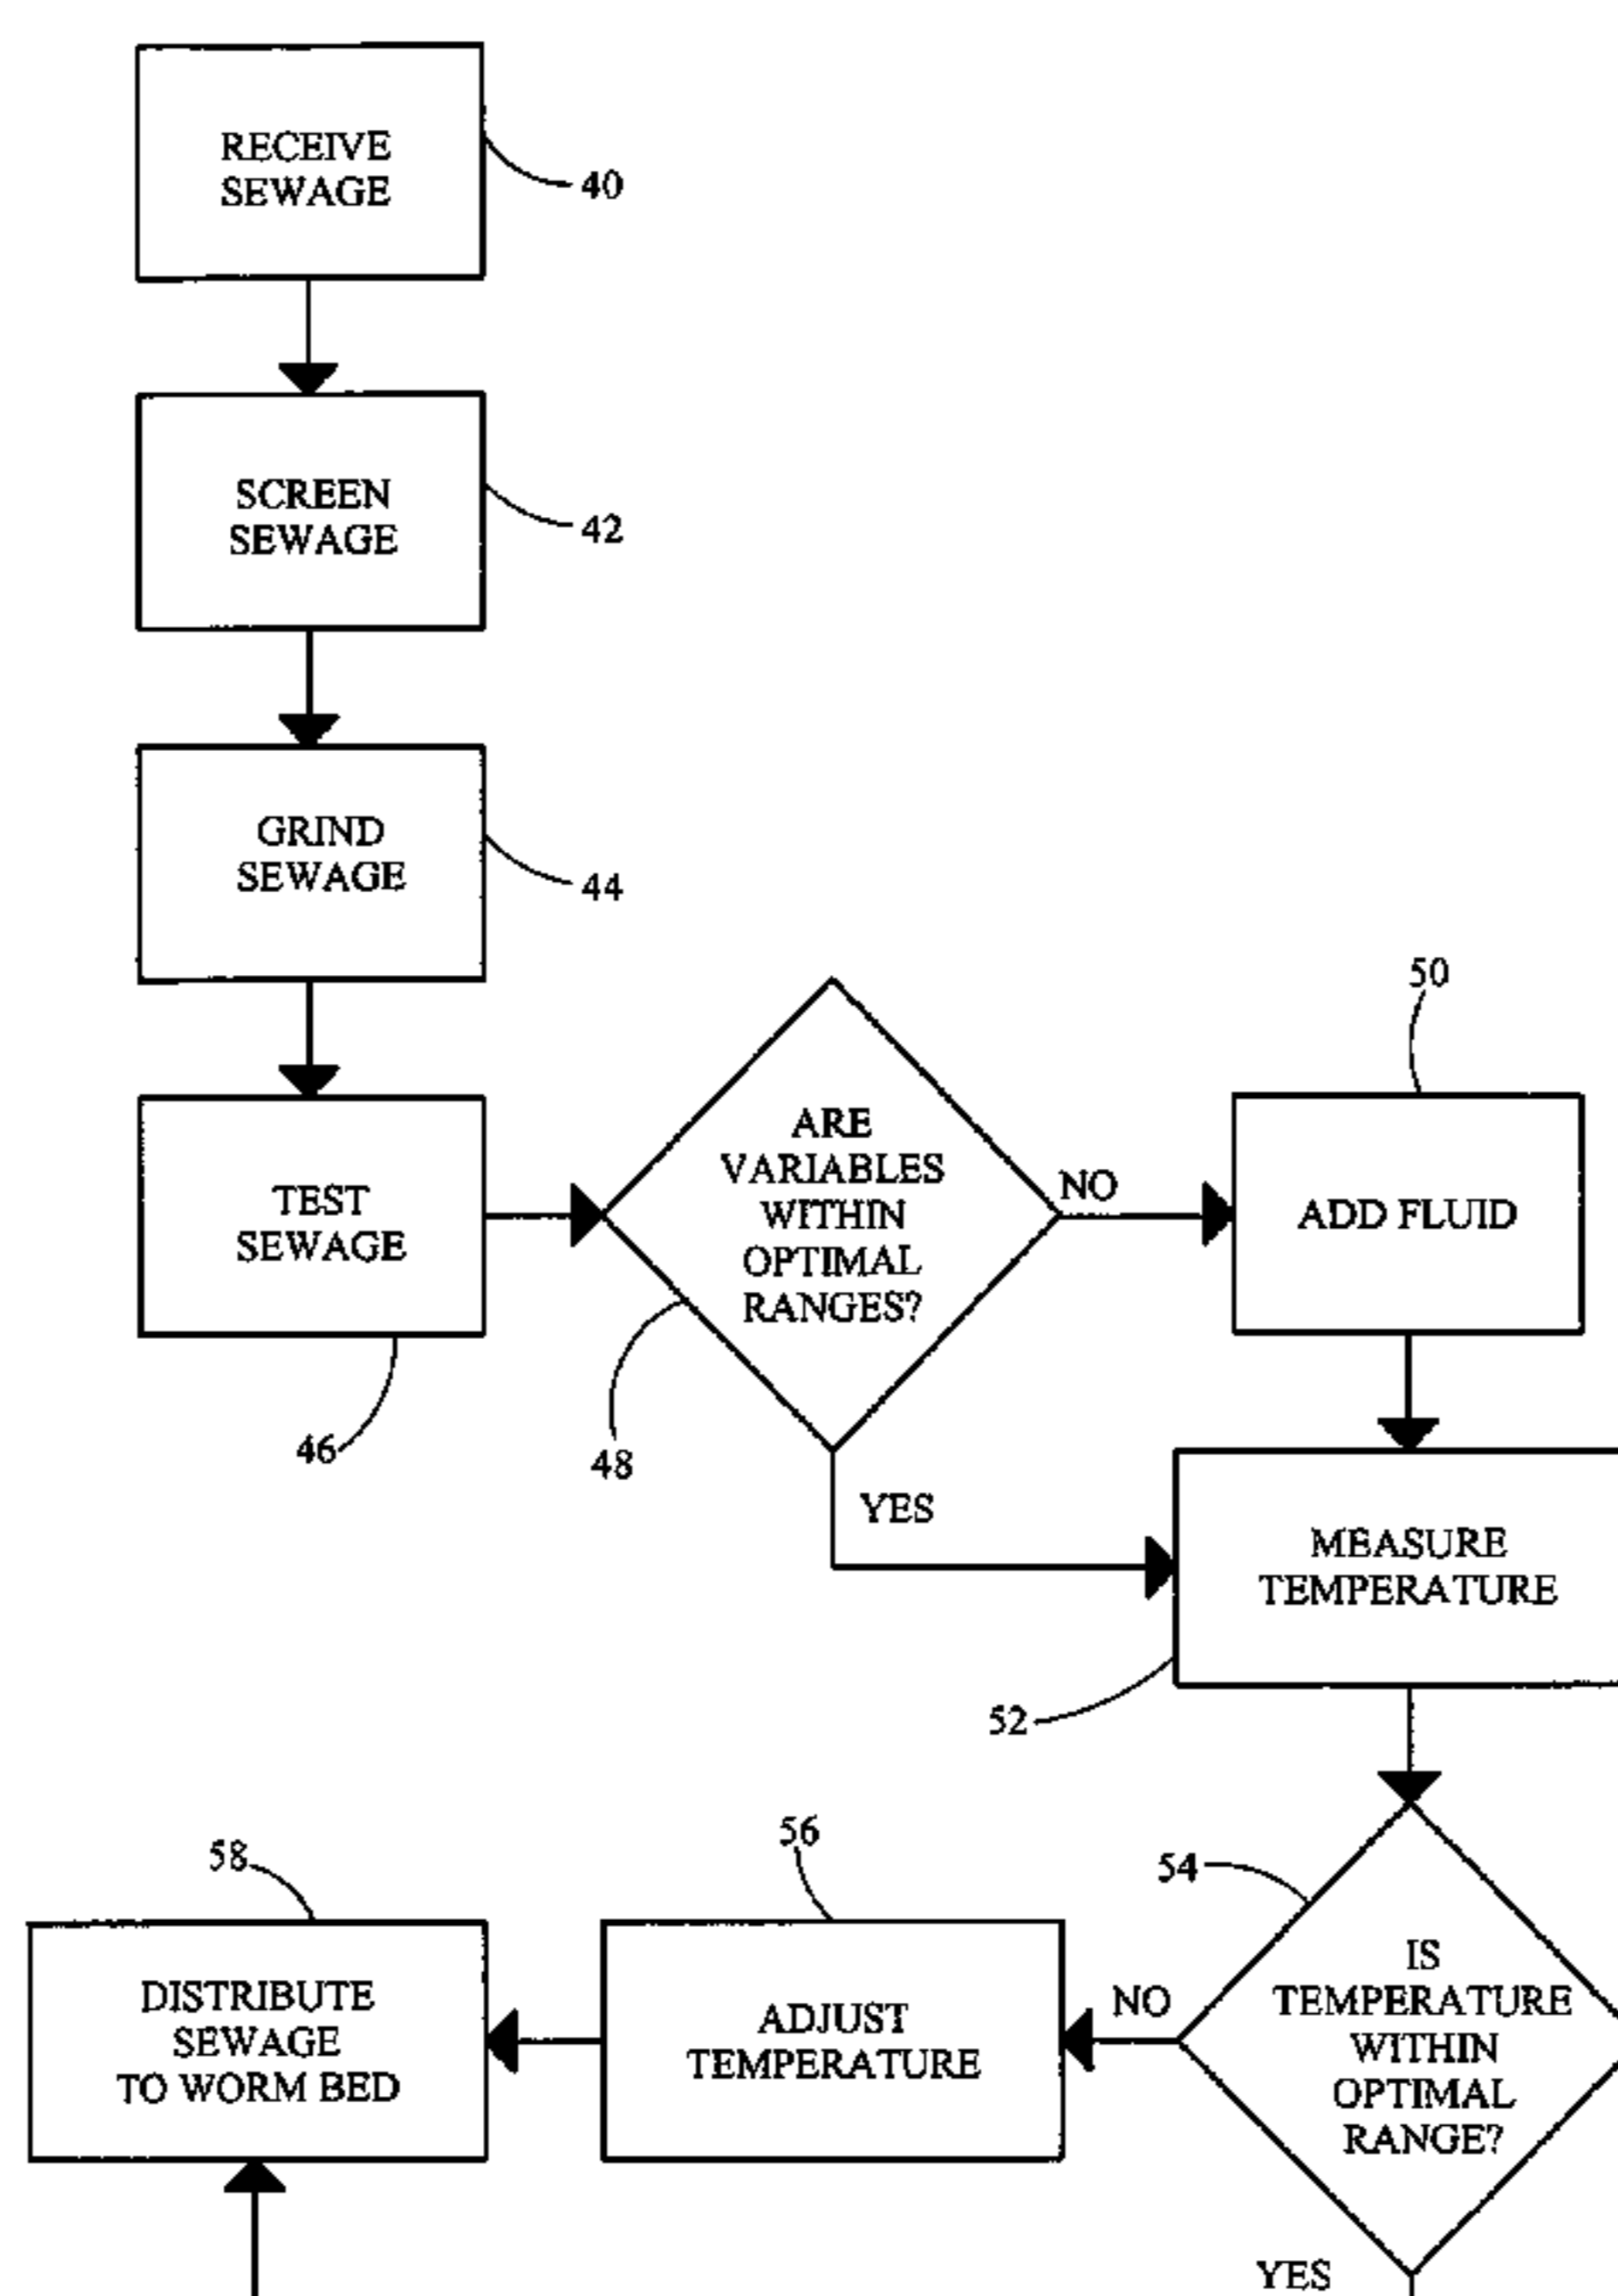 RECEIVE
SEWAGE
40
SCREEN
SEWAGE
42
GRIND
SEWAGE
44
TEST
SEWAGE
46
ARE
VARIABLES
WITHIN
OPTIMAL
RANGES?
48
NO
50
ADD FLUID
YES
MEASURE
TEMPERATURE
52
54
IS
TEMPERATURE
WITHIN
OPTIMAL
RANGE?
NO
56
ADJUST
TEMPERATURE
58
DISTRIBUTE
SEWAGE
TO WORM BED
YES